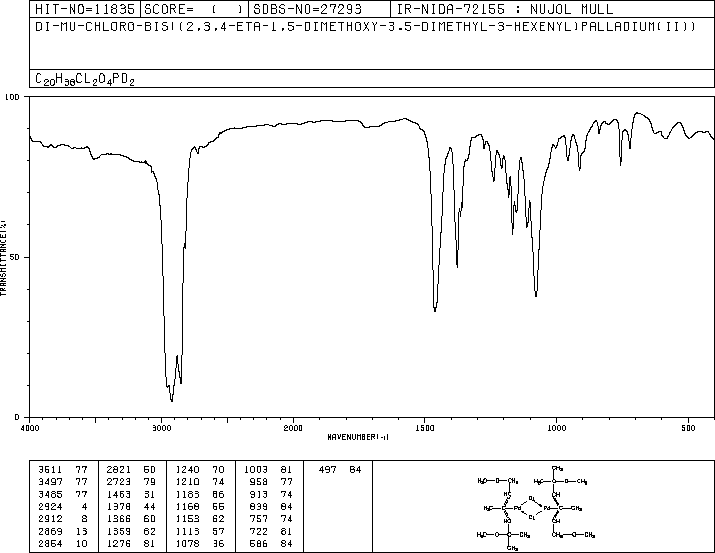 HIT-NO=11835 SCORE= ( ) SDBS-NO=27293 IR-NIDA-72155 : NUJOL MULL
DI-MU-CHLORO-BIS((2,3,4-ETA-1,5-DIMETHOXY-3,5-DIMETHYL-3-HEXENYL)PALLADIUM(II))
C20H38CL2O4PD2
100
50
0
TRANSMITTANCE(%)
4000 3000 2000 1500 1000 500
WAVENUMBER(-1)
3511 77 2821 60 1240 70 1003 81 497 84
3497 77 2723 79 1210 74 958 77
3485 77 1463 31 1183 66 913 74
2924 4 1378 44 1168 55 839 84
2912 8 1366 60 1153 62 757 74
2869 13 1359 62 1113 57 722 81
2854 10 1276 81 1078 36 686 84